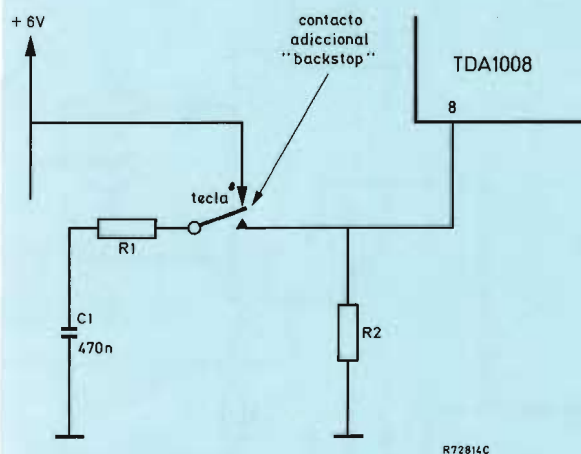 + 6V
contacto
adiccional
"backstop"
TDA1008
8
tecla
R1
C1
470n
R2
R72814C